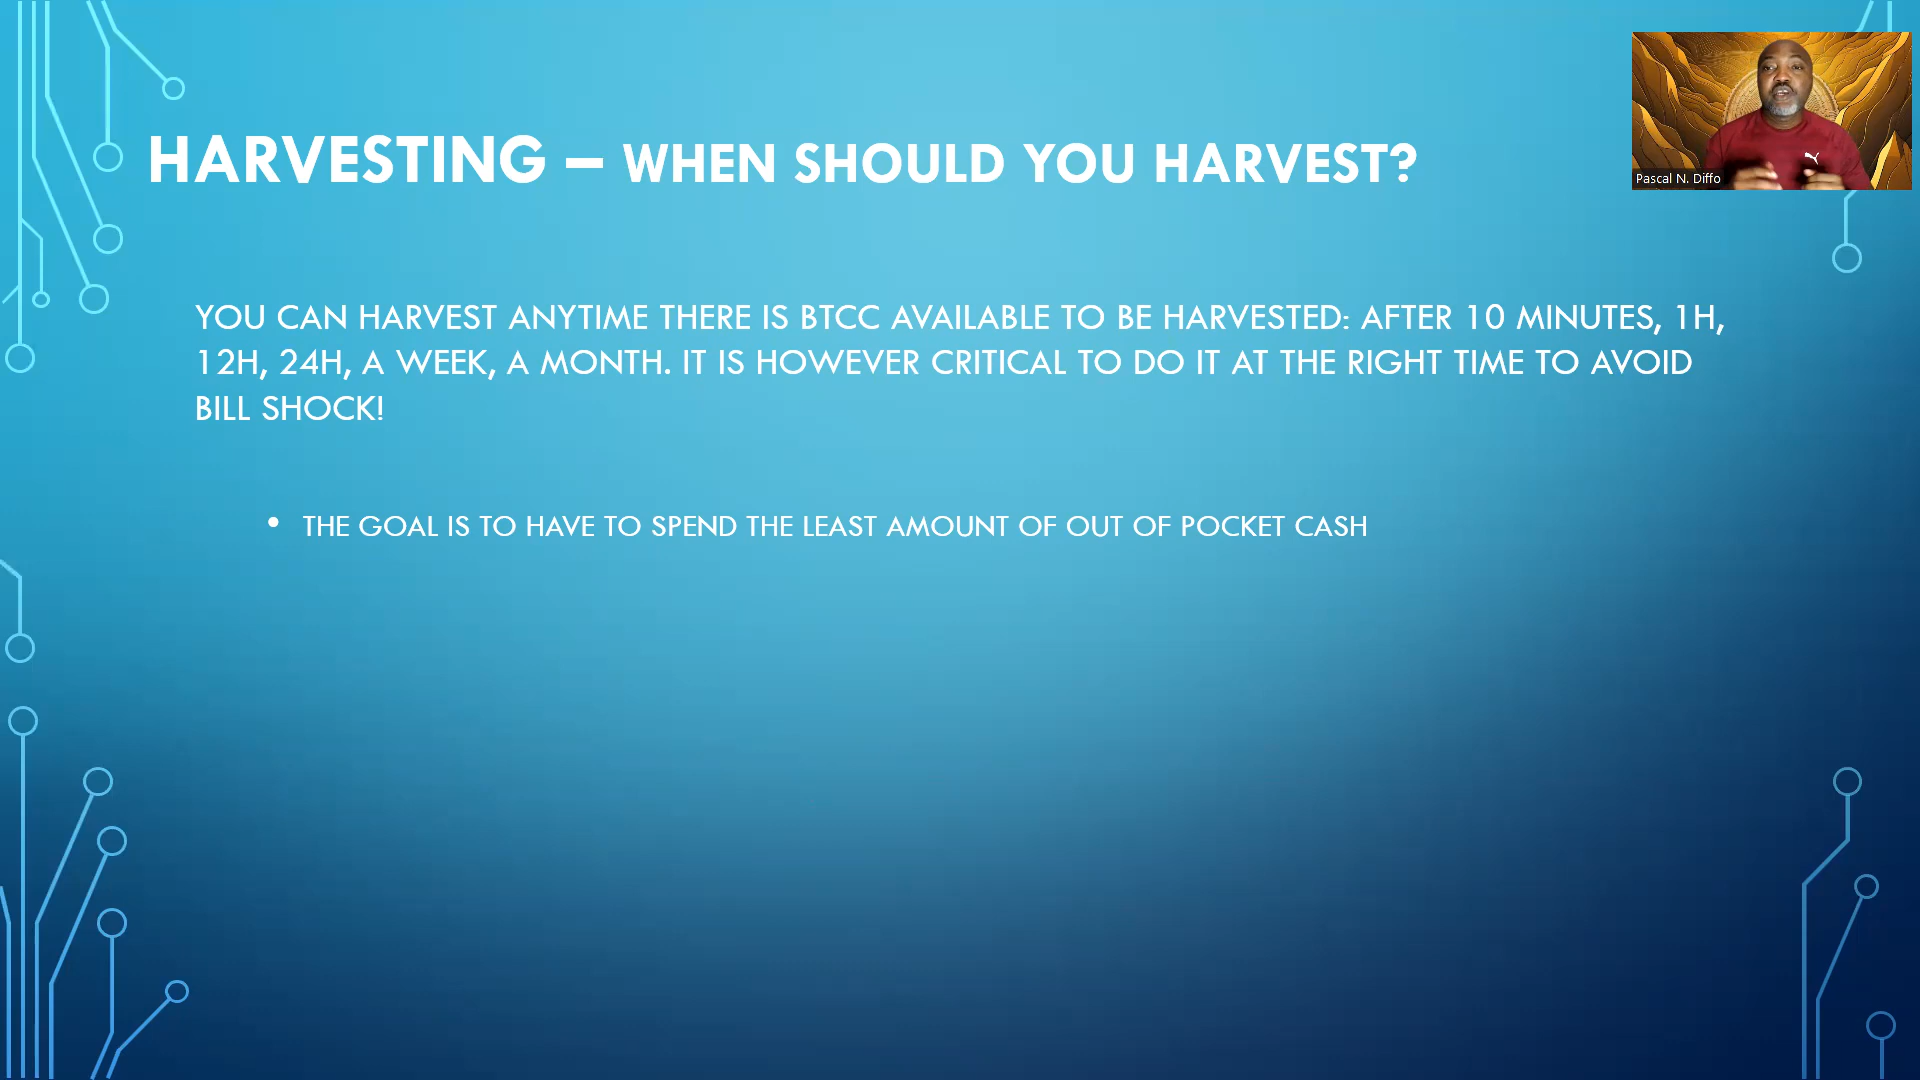 HARVESTING – WHEN SHOULD YOU HARVEST?
Pascal N. Diffo
YOU CAN HARVEST ANYTIME THERE IS BTCC AVAILABLE TO BE HARVESTED: AFTER 10 MINUTES, 1H,
12H, 24H, A WEEK, A MONTH. IT IS HOWEVER CRITICAL TO DO IT AT THE RIGHT TIME TO AVOID
BILL SHOCK!
• THE GOAL IS TO HAVE TO SPEND THE LEAST AMOUNT OF OUT OF POCKET CASH